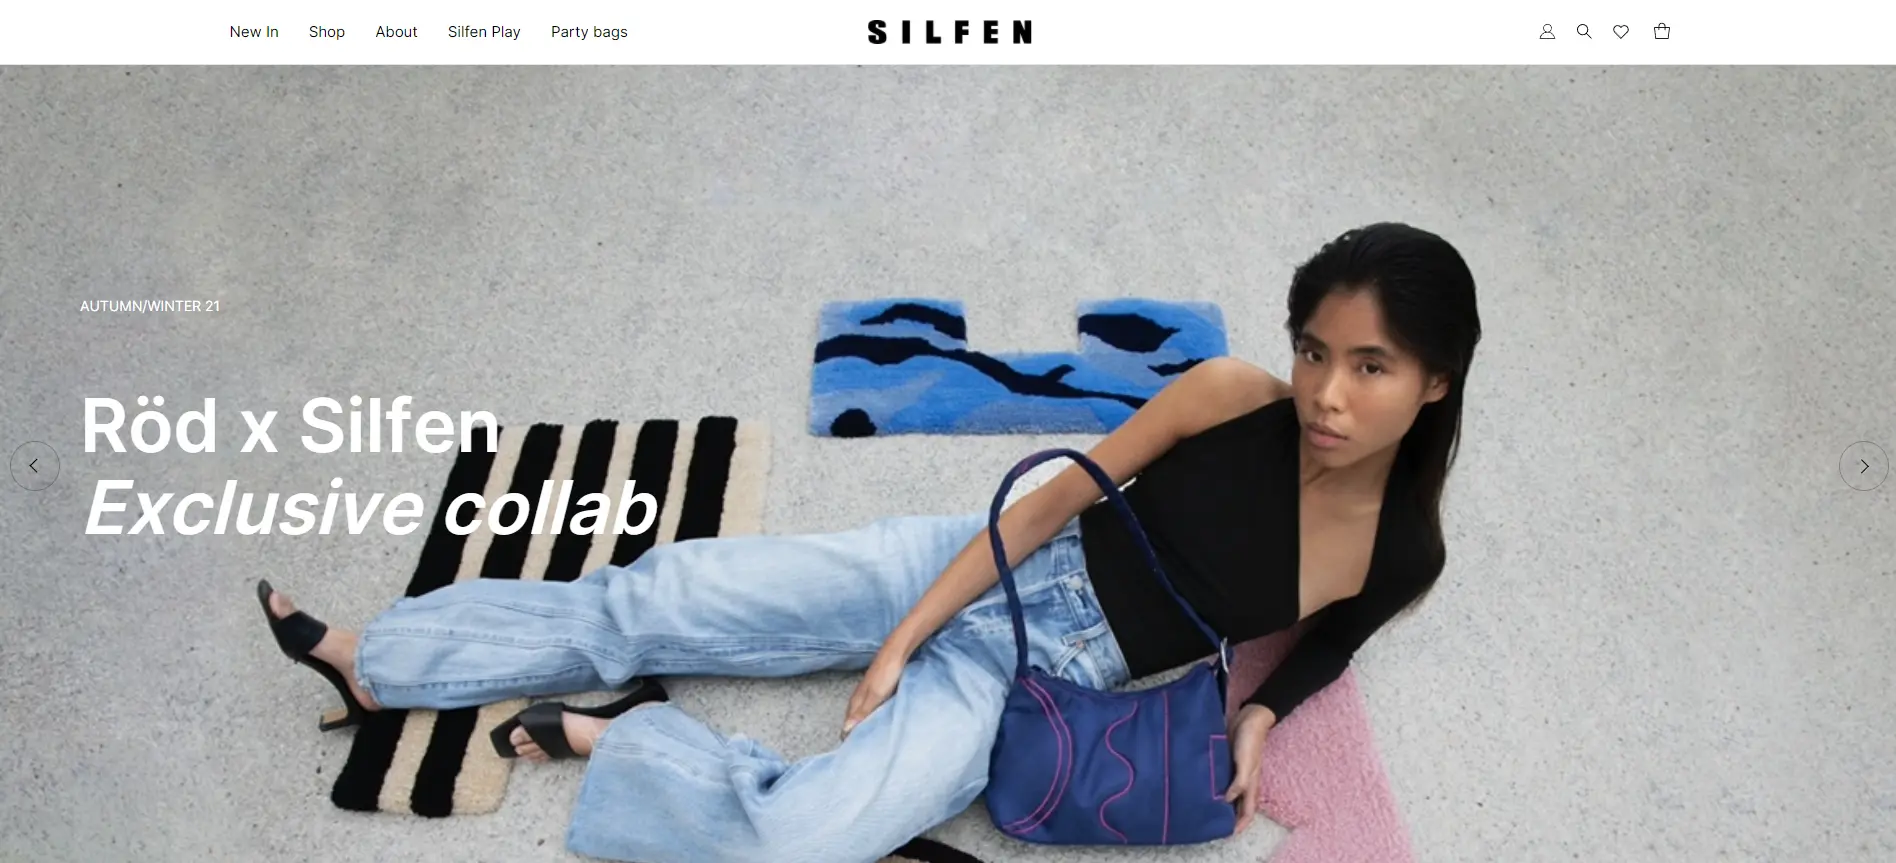 New In
Shop
About
Silfen Play
Party bags
SILFEN
AUTUMN/WINTER 21
Röd x Silfen
Exclusive collab